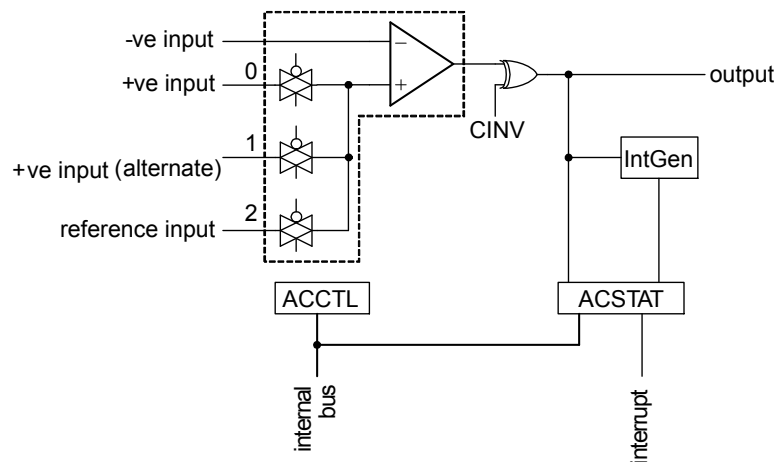 -ve input
0
+ve input
−
+
output
CINV
1
+ve input (alternate)
IntGen
2
reference input
ACCTL
ACSTAT
internal
bus
interrupt